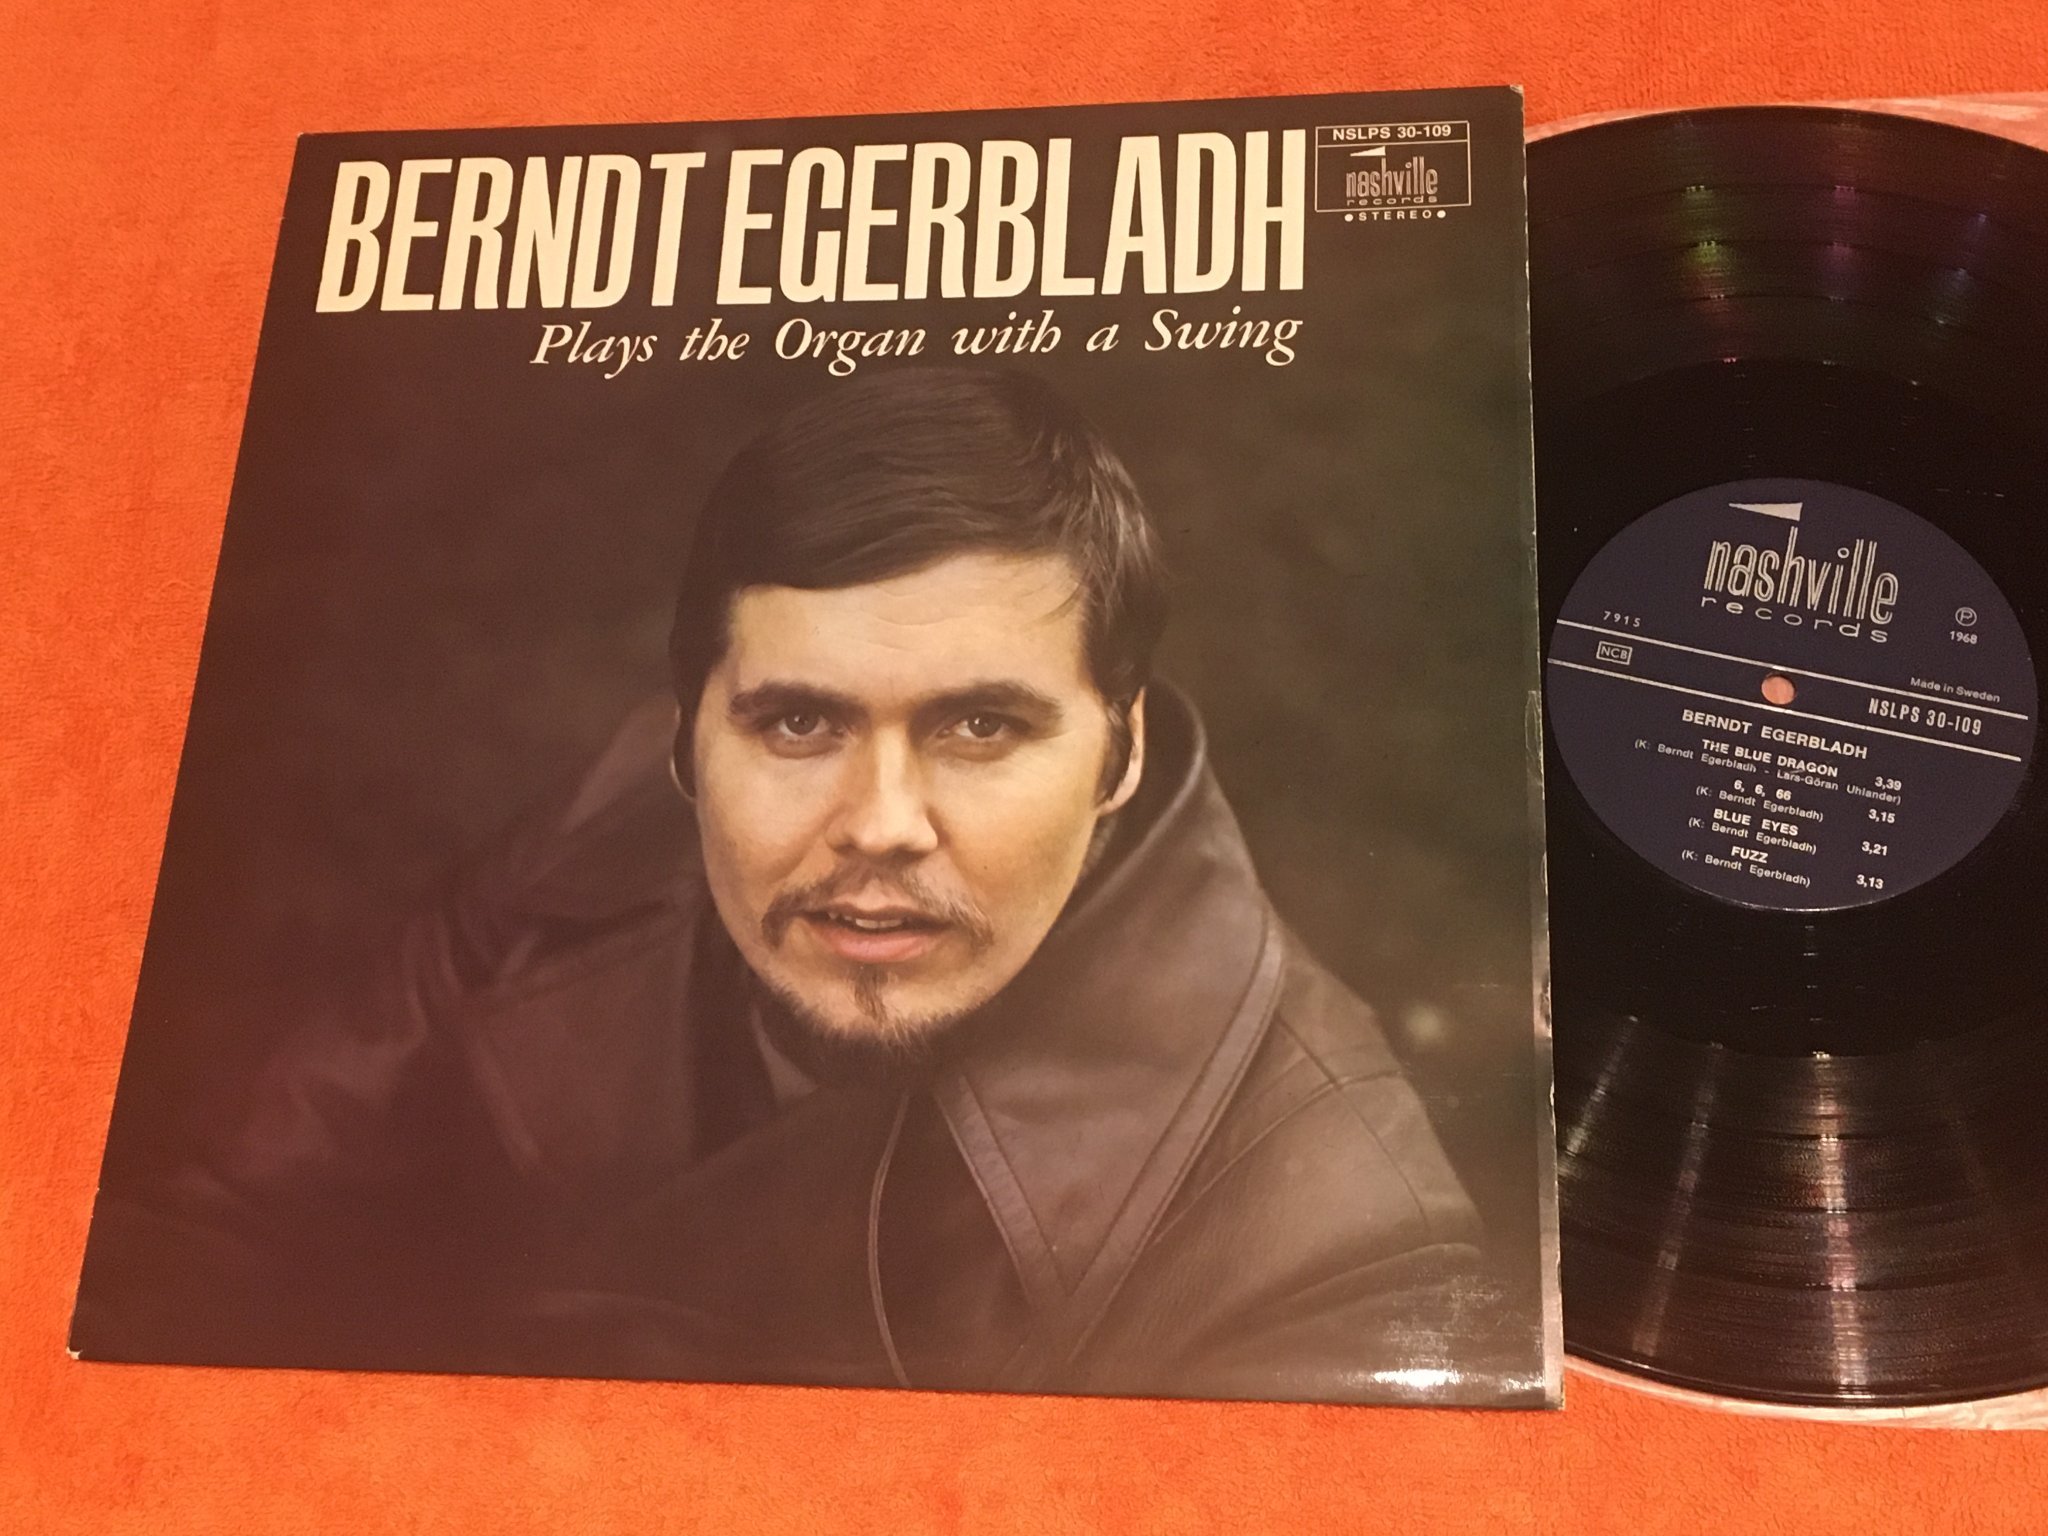 BERNDT EGERBLADH
Plays the Organ with a Swing
NSLPS 30-109
nashville
records
•STEREO•
nashville
records
7915
℗
1968
NCB
Made in Sweden
NSLPS 30-109
BERNDT EGERBLADH
THE BLUE DRAGON 3,39
(K: Berndt Egerbladh - Lars-Göran Uhlander)
6, 6, 66 3,15
(K: Berndt Egerbladh)
BLUE EYES 3,21
(K: Berndt Egerbladh)
FUZZ 3,13
(K: Berndt Egerbladh)